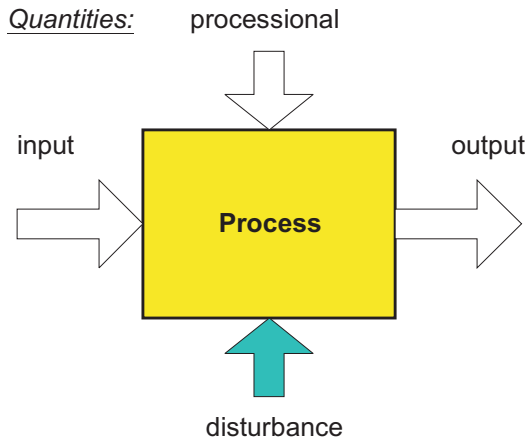 Quantities: processional
input output
Process
disturbance